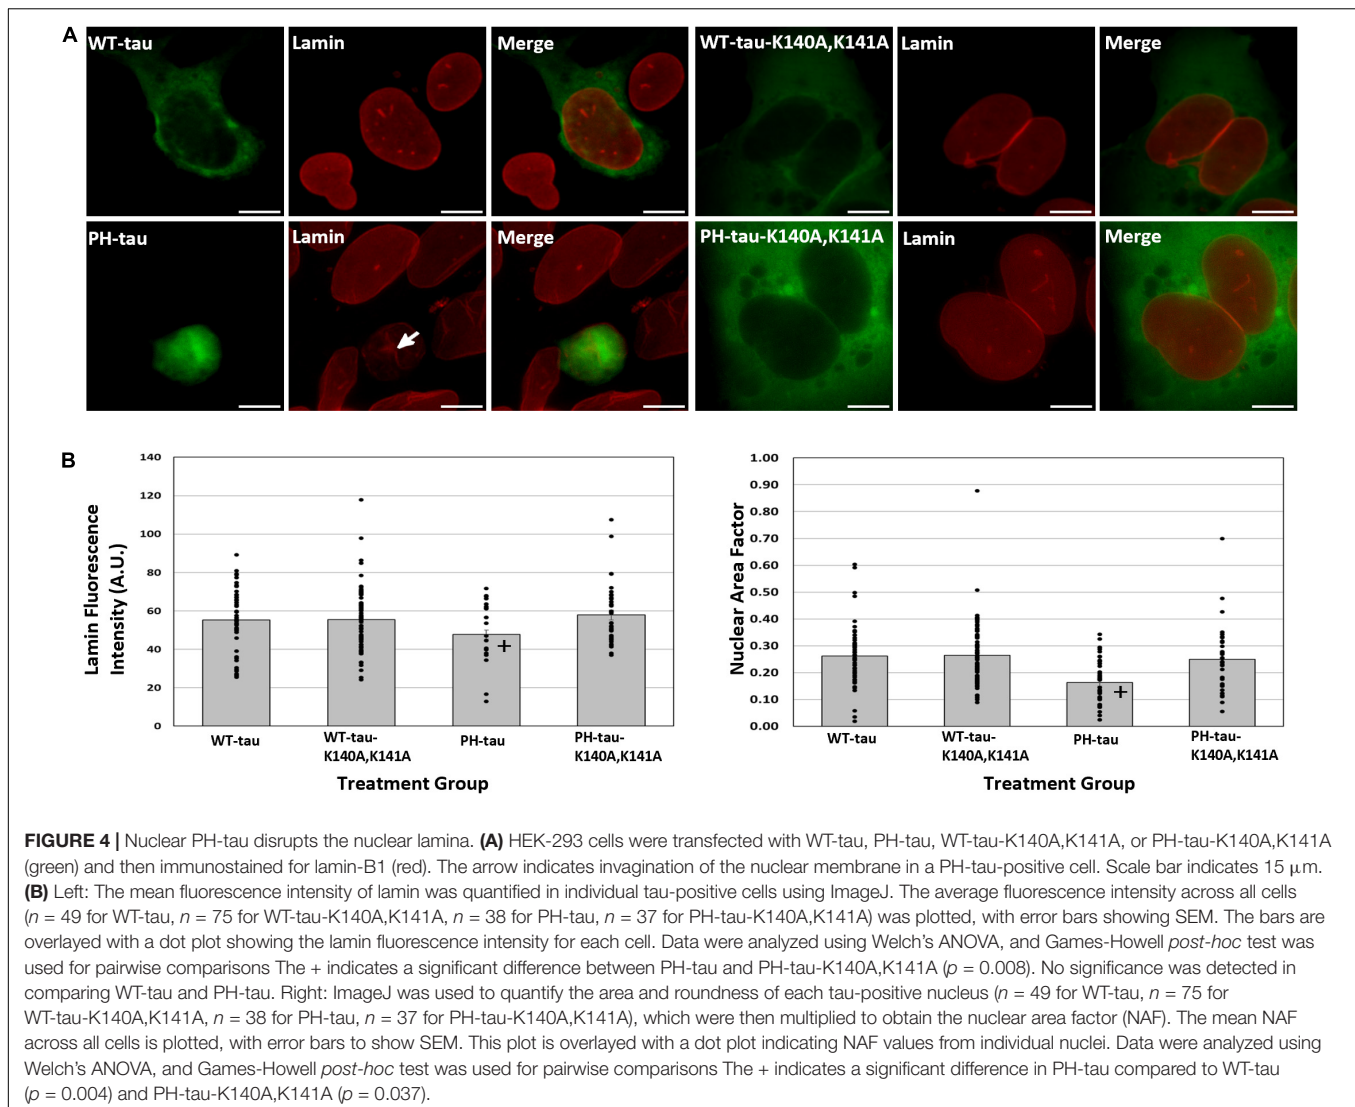 A
WT-tau
Lamin
Merge
WT-tau-K140A,K141A
Lamin
Merge
PH-tau
Lamin
Merge
PH-tau-K140A,K141A
Lamin
Merge
B
Lamin Fluorescence
Intensity (A.U.)
140
120
100
80
60
40
20
0
+
WT-tau
WT-tau-
K140A,K141A
PH-tau
PH-tau-
K140A,K141A
Treatment Group
Nuclear Area Factor
1.00
0.90
0.80
0.70
0.60
0.50
0.40
0.30
0.20
0.10
0.00
+
WT-tau
WT-tau-
K140A,K141A
PH-tau
PH-tau-
K140A,K141A
Treatment Group
FIGURE 4 | Nuclear PH-tau disrupts the nuclear lamina. (A) HEK-293 cells were transfected with WT-tau, PH-tau, WT-tau-K140A,K141A, or PH-tau-K140A,K141A
(green) and then immunostained for lamin-B1 (red). The arrow indicates invagination of the nuclear membrane in a PH-tau-positive cell. Scale bar indicates 15 μm.
(B) Left: The mean fluorescence intensity of lamin was quantified in individual tau-positive cells using ImageJ. The average fluorescence intensity across all cells
(n = 49 for WT-tau, n = 75 for WT-tau-K140A,K141A, n = 38 for PH-tau, n = 37 for PH-tau-K140A,K141A) was plotted, with error bars showing SEM. The bars are
overlayed with a dot plot showing the lamin fluorescence intensity for each cell. Data were analyzed using Welch's ANOVA, and Games-Howell post-hoc test was
used for pairwise comparisons The + indicates a significant difference between PH-tau and PH-tau-K140A,K141A (p = 0.008). No significance was detected in
comparing WT-tau and PH-tau. Right: ImageJ was used to quantify the area and roundness of each tau-positive nucleus (n = 49 for WT-tau, n = 75 for
WT-tau-K140A,K141A, n = 38 for PH-tau, n = 37 for PH-tau-K140A,K141A), which were then multiplied to obtain the nuclear area factor (NAF). The mean NAF
across all cells is plotted, with error bars to show SEM. This plot is overlayed with a dot plot indicating NAF values from individual nuclei. Data were analyzed using
Welch's ANOVA, and Games-Howell post-hoc test was used for pairwise comparisons The + indicates a significant difference in PH-tau compared to WT-tau
(p = 0.004) and PH-tau-K140A,K141A (p = 0.037).